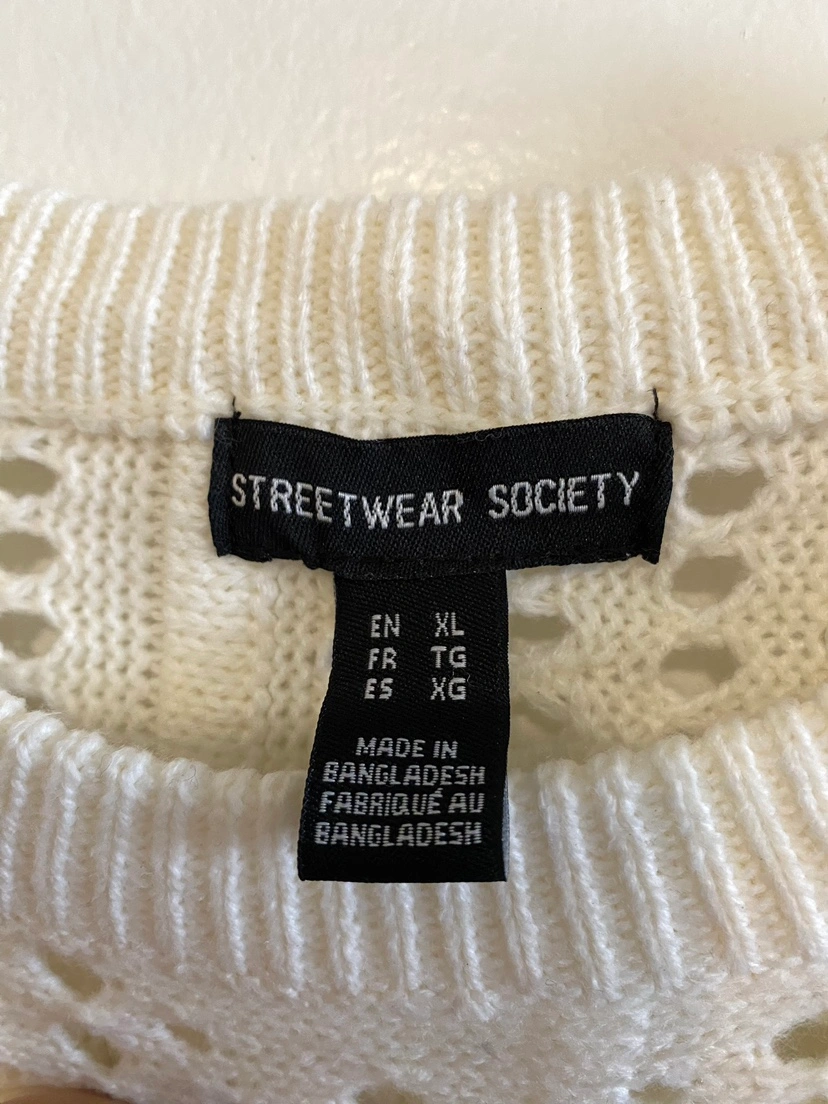 STREETWEAR SOCIETY
EN XL
FR TG
ES XG
MADE IN
BANGLADESH
FABRIQUÉ AU
BANGLADESH